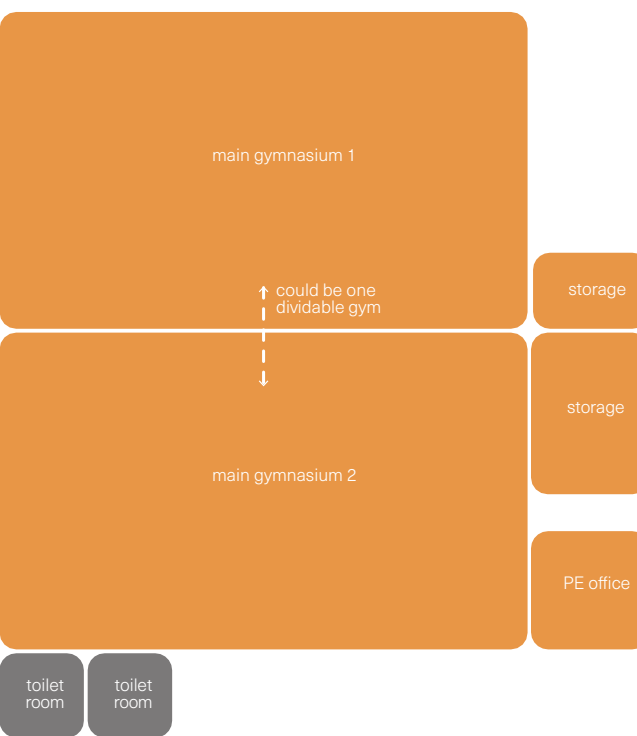 main gymnasium 1
could be one
dividable gym
storage
storage
main gymnasium 2
PE office
toilet
room
toilet
room